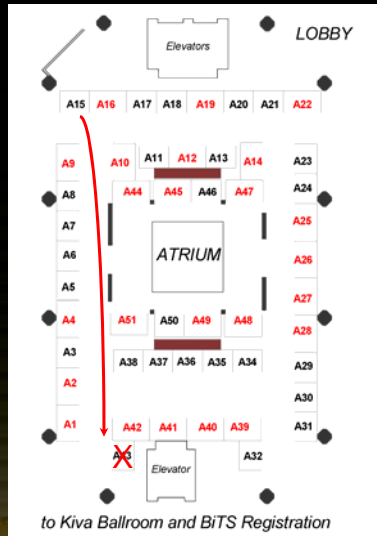 LOBBY
Elevators
A15 A16 A17 A18 A19 A20 A21 A22
A9 A10 A11 A12 A13 A14 A23
A8 A44 A45 A46 A47 A24
A7 A25
A6 ATRIUM A26
A5 A27
A4 A51 A50 A49 A48 A28
A3 A38 A37 A36 A35 A34 A29
A2 A30
A1 A42 A41 A40 A39 A31
X Elevator A32
to Kiva Ballroom and BiTS Registration